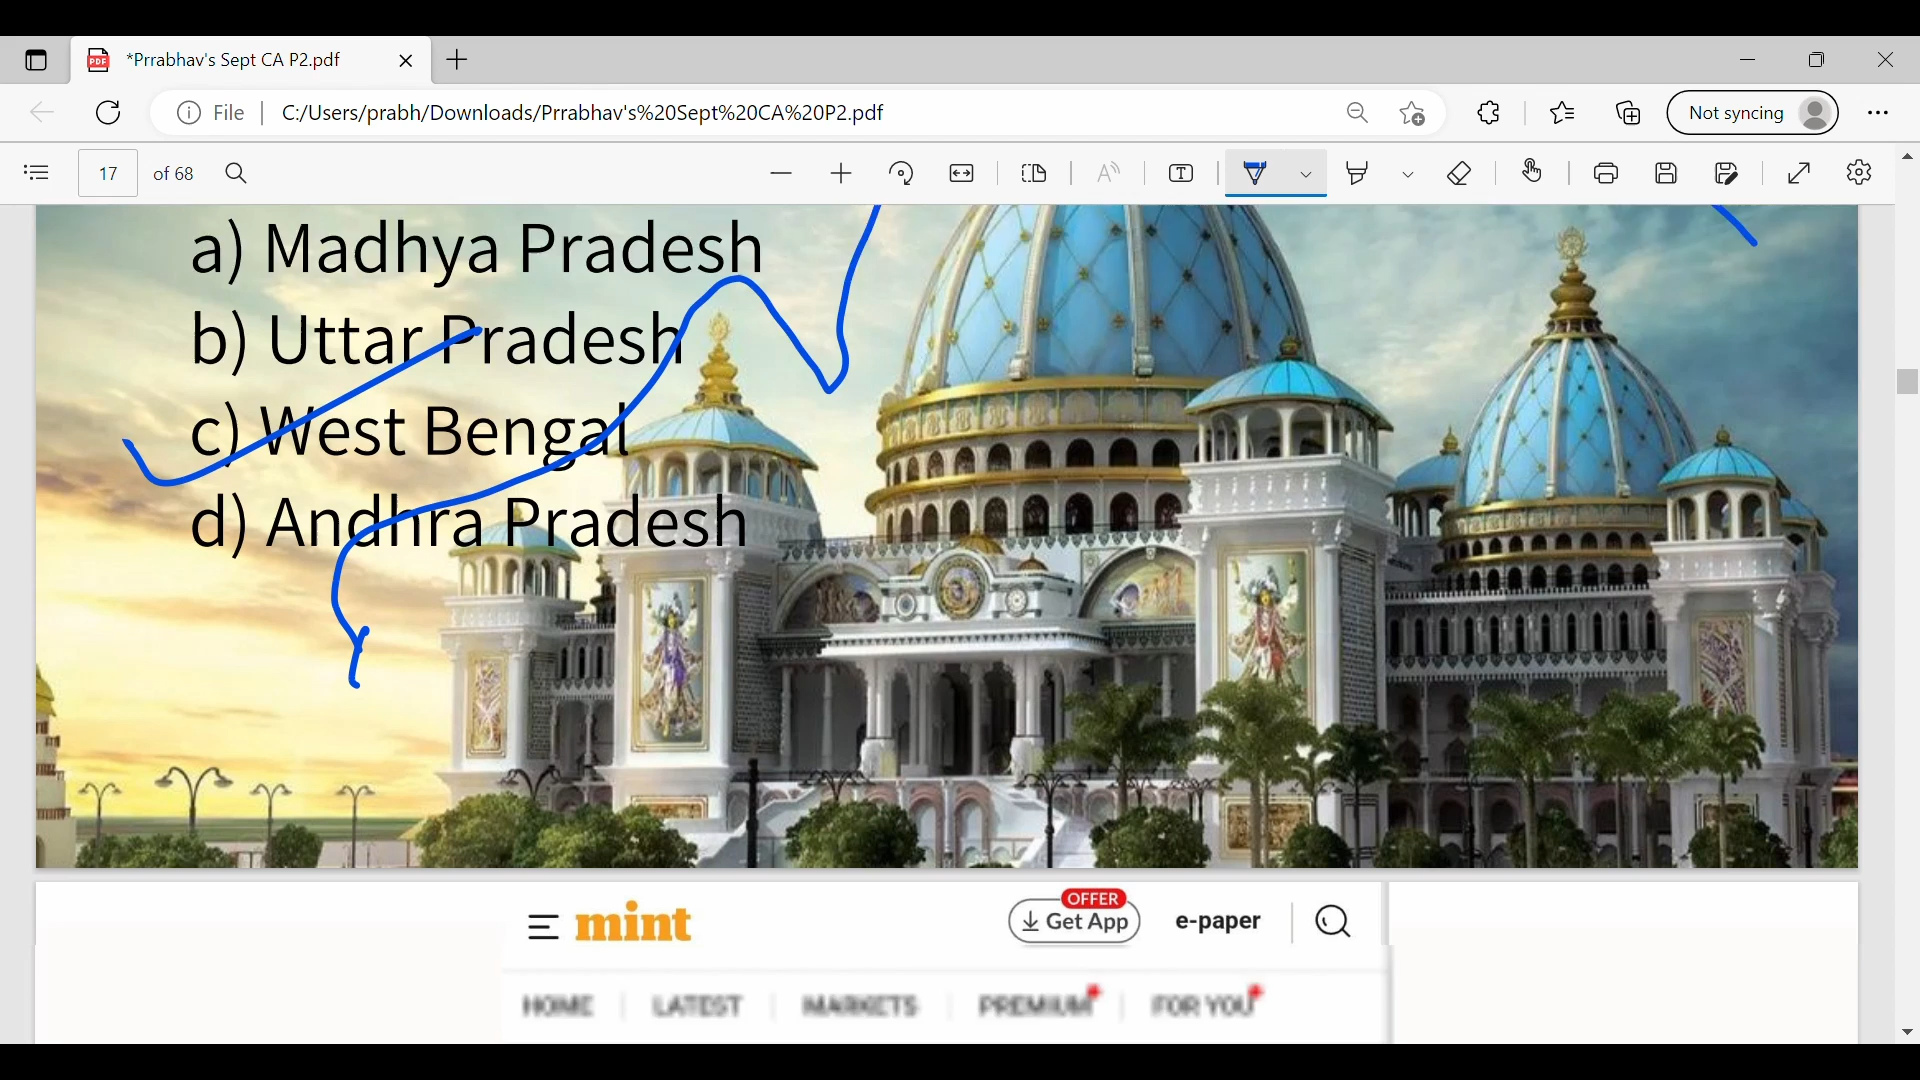 *Prrabhav's Sept CA P2.pdf
File
C:/Users/prabh/Downloads/Prrabhav's%20Sept%20CA%20P2.pdf
Not syncing
17 of 68
a) Madhya Pradesh
b) Uttar Pradesh
c) West Bengal
d) Andhra Pradesh
mint
OFFER
Get App
e-paper
HOME LATEST MARKETS PREMIUM FOR YOU